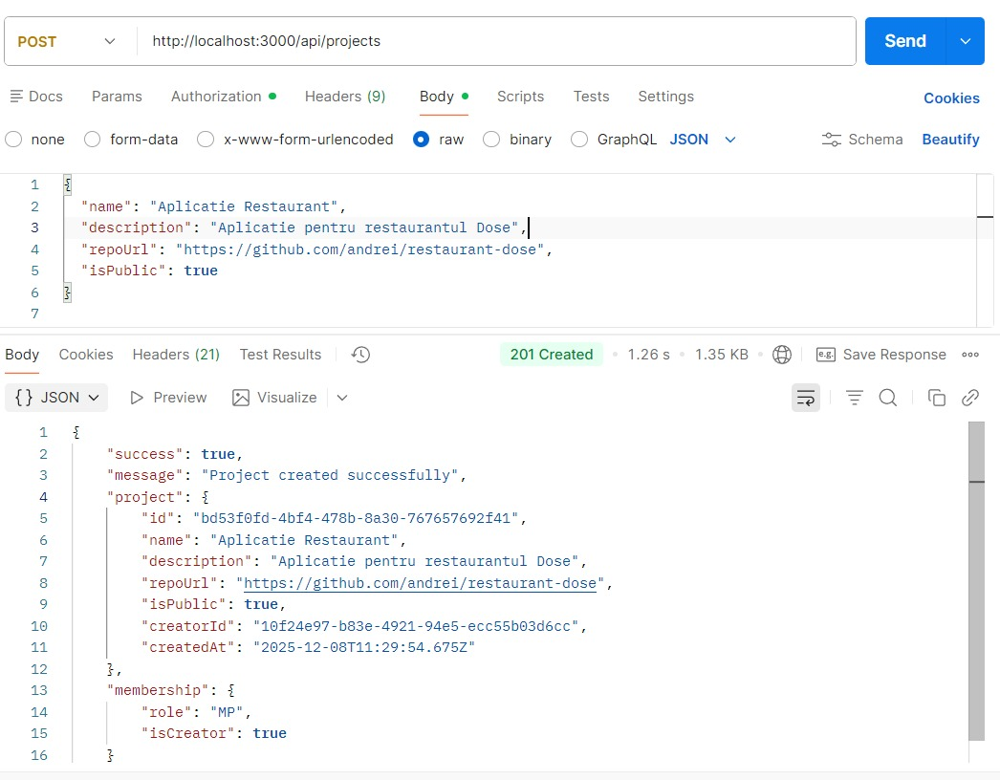 POST http://localhost:3000/api/projects Send
Docs Params Authorization Headers (9) Body Scripts Tests Settings Cookies
none form-data x-www-form-urlencoded raw binary GraphQL JSON Schema Beautify
1 {
2 "name": "Aplicatie Restaurant",
3 "description": "Aplicatie pentru restaurantul Dose",
4 "repoUrl": "https://github.com/andrei/restaurant-dose",
5 "isPublic": true
6 }
7
Body Cookies Headers (21) Test Results 201 Created • 1.26 s • 1.35 KB • e.g. Save Response
{} JSON Preview Visualize
1 {
2 "success": true,
3 "message": "Project created successfully",
4 "project": {
5 "id": "bd53f0fd-4bf4-478b-8a30-767657692f41",
6 "name": "Aplicatie Restaurant",
7 "description": "Aplicatie pentru restaurantul Dose",
8 "repoUrl": "https://github.com/andrei/restaurant-dose",
9 "isPublic": true,
10 "creatorId": "10f24e97-b83e-4921-94e5-ecc55b03d6cc",
11 "createdAt": "2025-12-08T11:29:54.675Z"
12 },
13 "membership": {
14 "role": "MP",
15 "isCreator": true
16 }